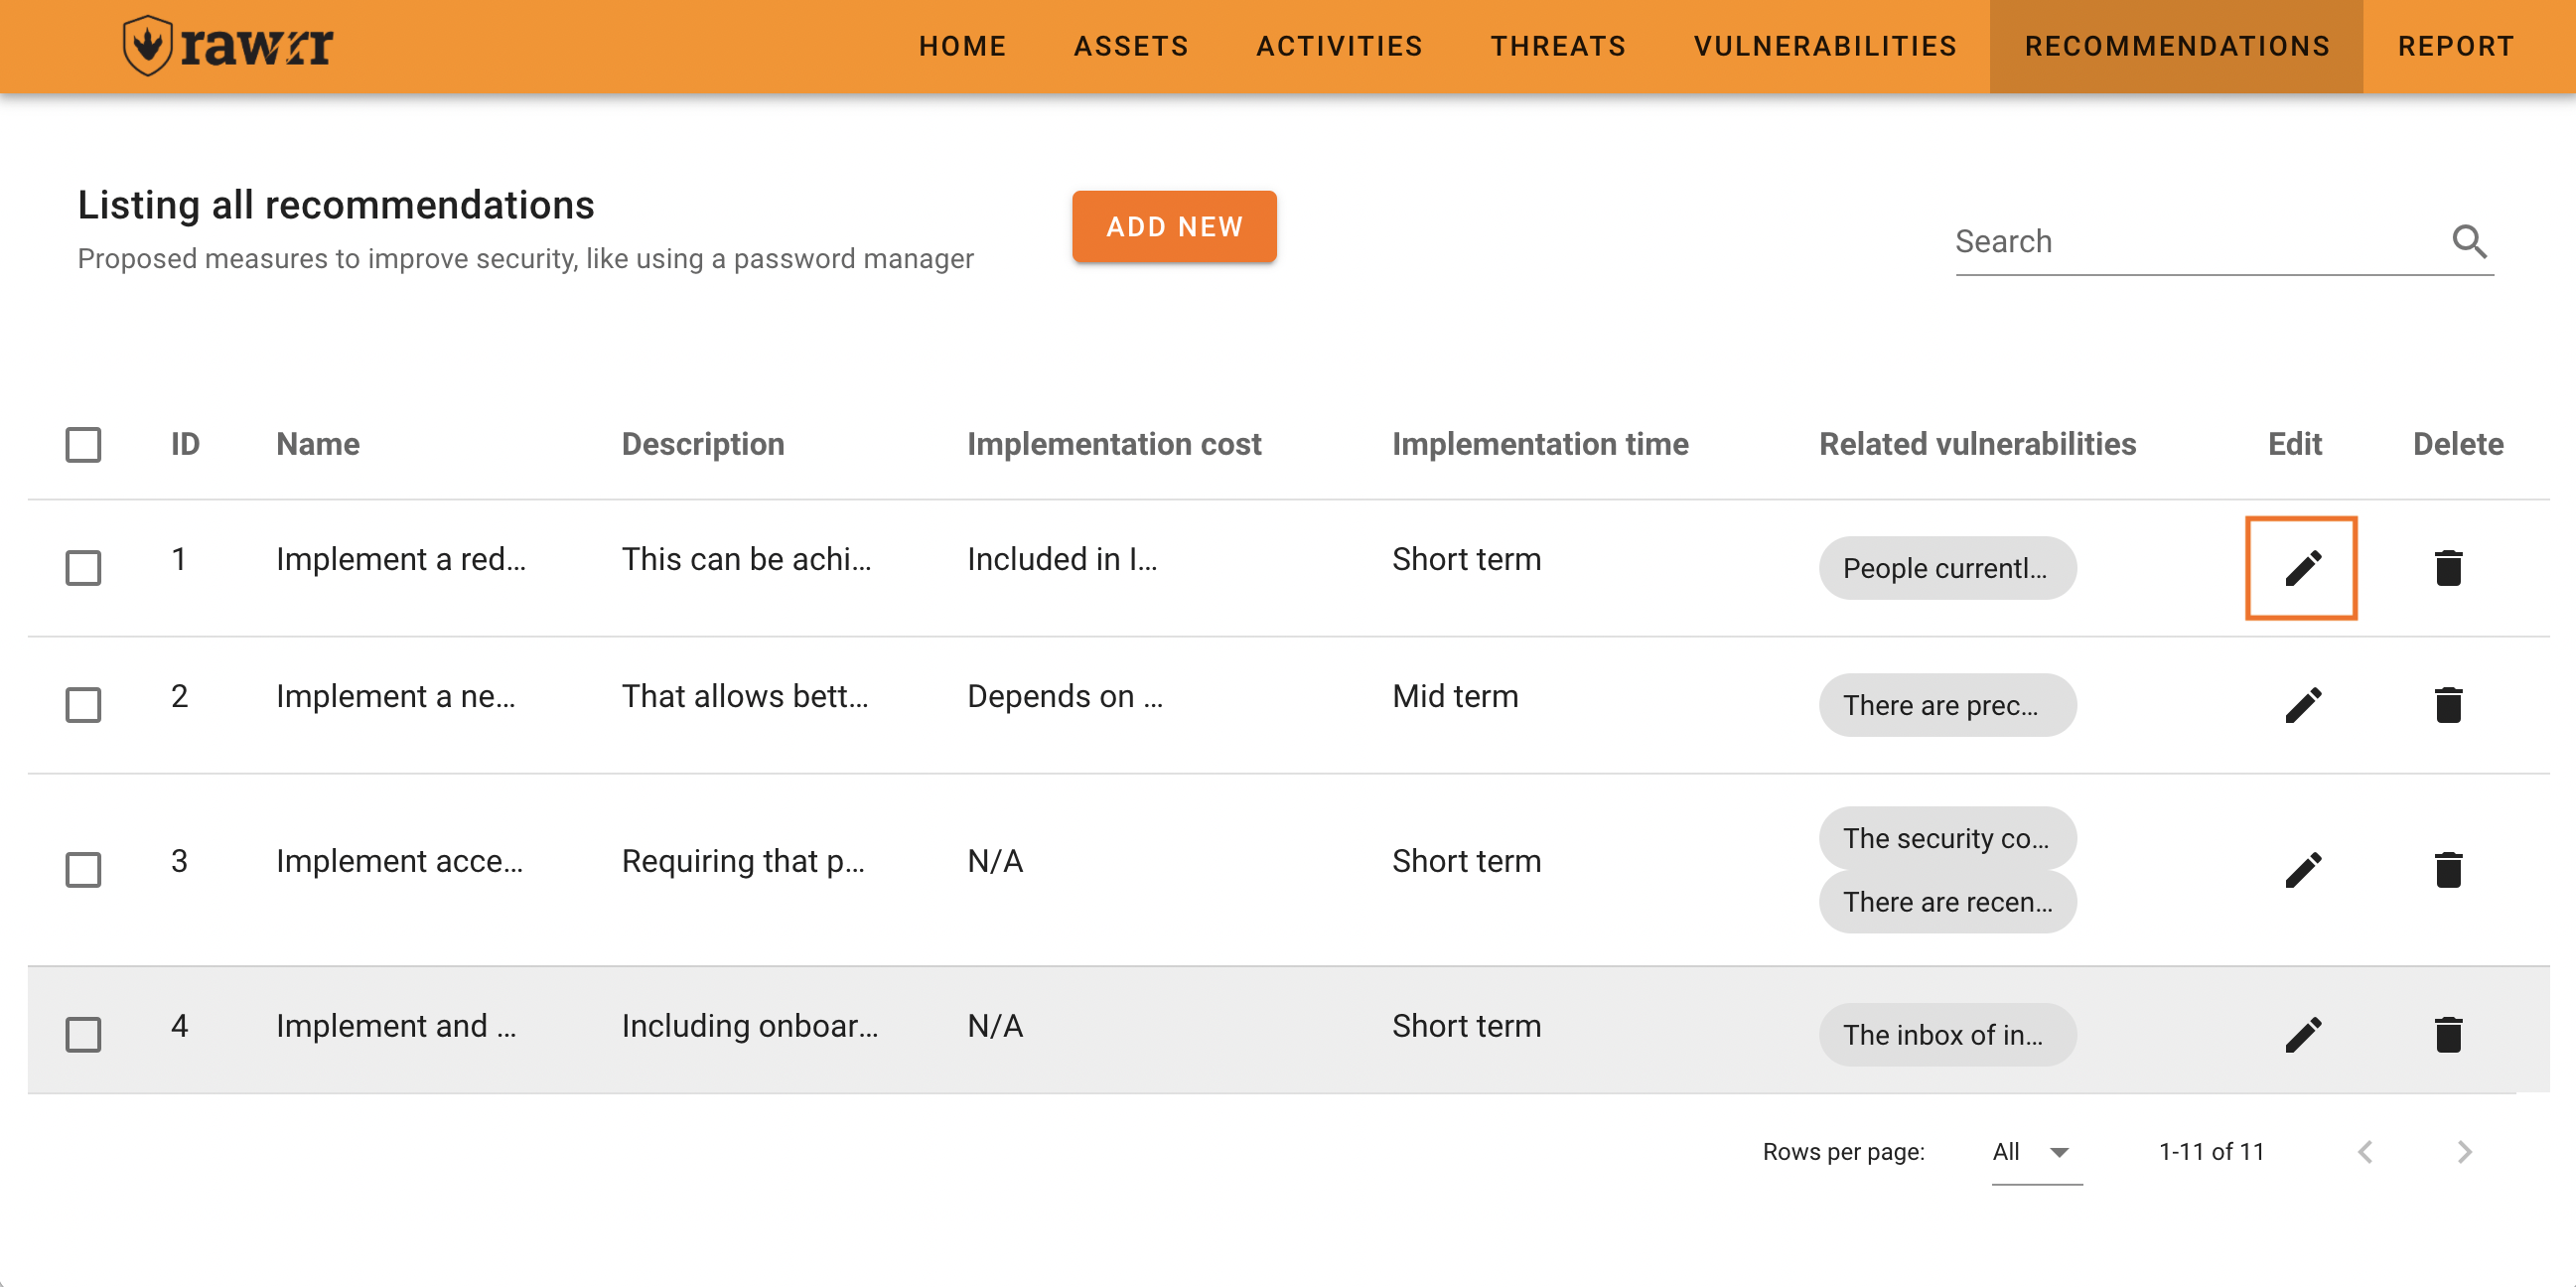 rawrr
HOME ASSETS ACTIVITIES THREATS VULNERABILITIES RECOMMENDATIONS REPORT
Listing all recommendations
Proposed measures to improve security, like using a password manager
ADD NEW
Search
ID Name Description Implementation cost Implementation time Related vulnerabilities Edit Delete
1 Implement a red... This can be achi... Included in I... Short term People currentl...
2 Implement a ne... That allows bett... Depends on ... Mid term There are prec...
3 Implement acce... Requiring that p... N/A Short term The security co...
There are recen...
4 Implement and ... Including onboar... N/A Short term The inbox of in...
Rows per page: All 1-11 of 11